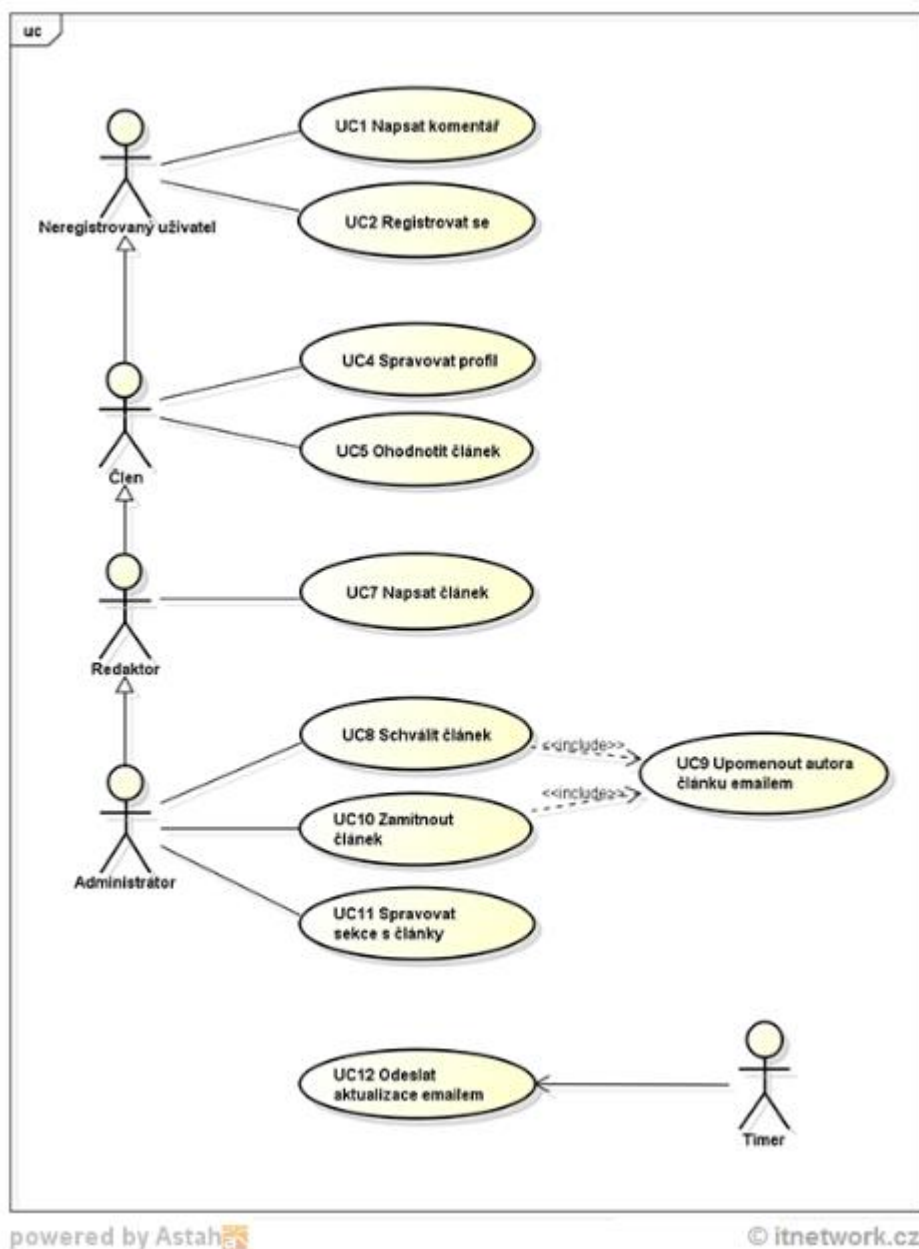 uc
UC1 Napsat komentář
UC2 Registrovat se
Neregistrovaný uživatel
UC4 Spravovat profil
UC5 Ohodnotit článek
Člen
UC7 Napsat článek
Redaktor
UC8 Schválit článek
<<include>>
UC9 Upomenout autora
článku emailem
<<include>>
UC10 Zamítnout
článek
Administrátor
UC11 Spravovat
sekce s články
UC12 Odeslat
aktualizace emailem
Timer
powered by Astah
© itnetwork.cz